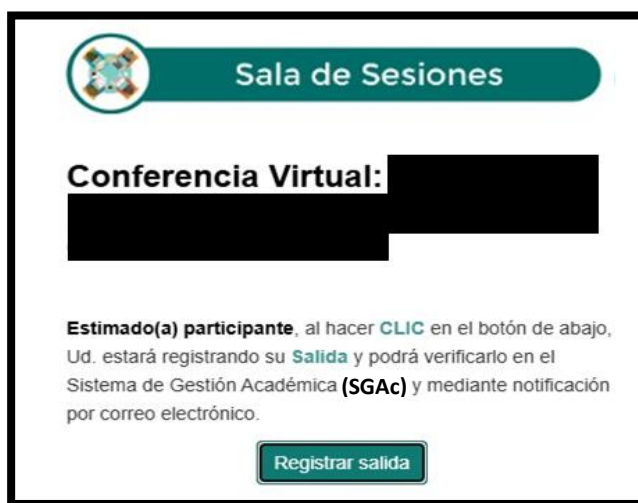 Sala de Sesiones
Conferencia Virtual:
Estimado(a) participante, al hacer CLIC en el botón de abajo,
Ud. estará registrando su Salida y podrá verificarlo en el
Sistema de Gestión Académica (SGAc) y mediante notificación
por correo electrónico.
Registrar salida